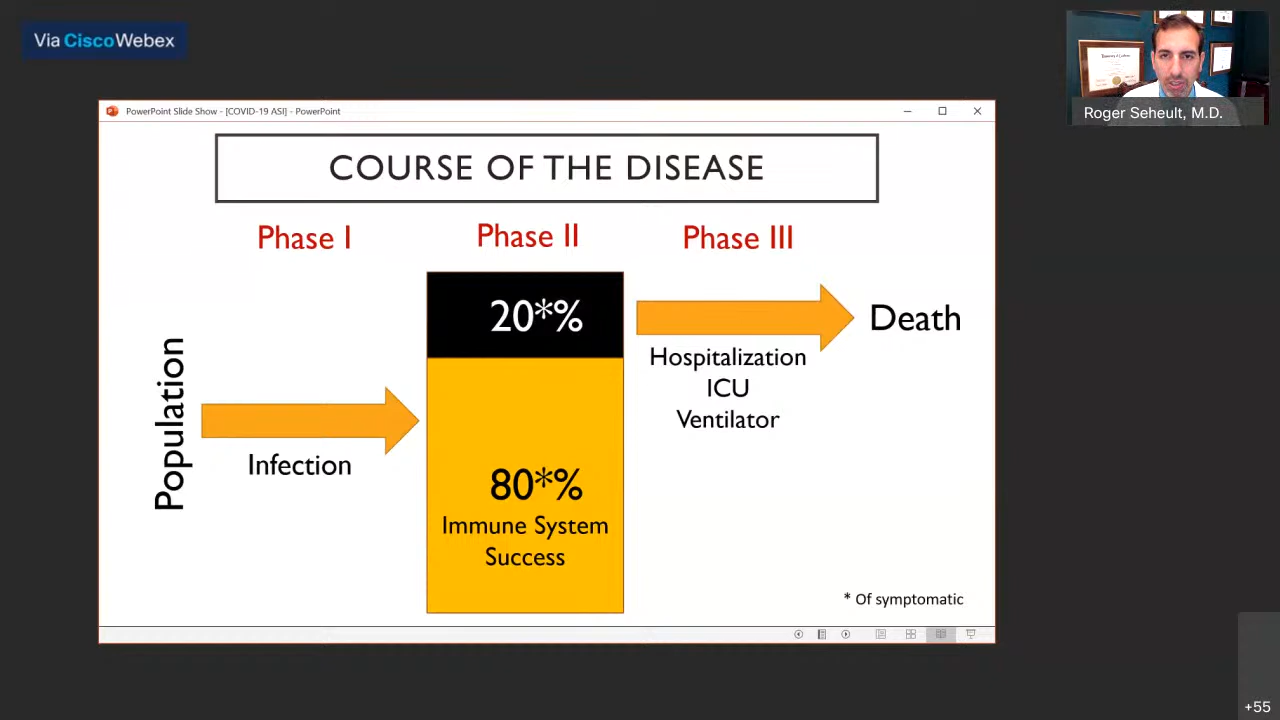 Via CiscoWebex
Roger Seheult, M.D.
PowerPoint Slide Show - [COVID-19 ASI] - PowerPoint
COURSE OF THE DISEASE
Phase I
Phase II
Phase III
Population
Infection
20*%
80*%
Immune System
Success
Hospitalization
ICU
Ventilator
Death
* Of symptomatic
+55